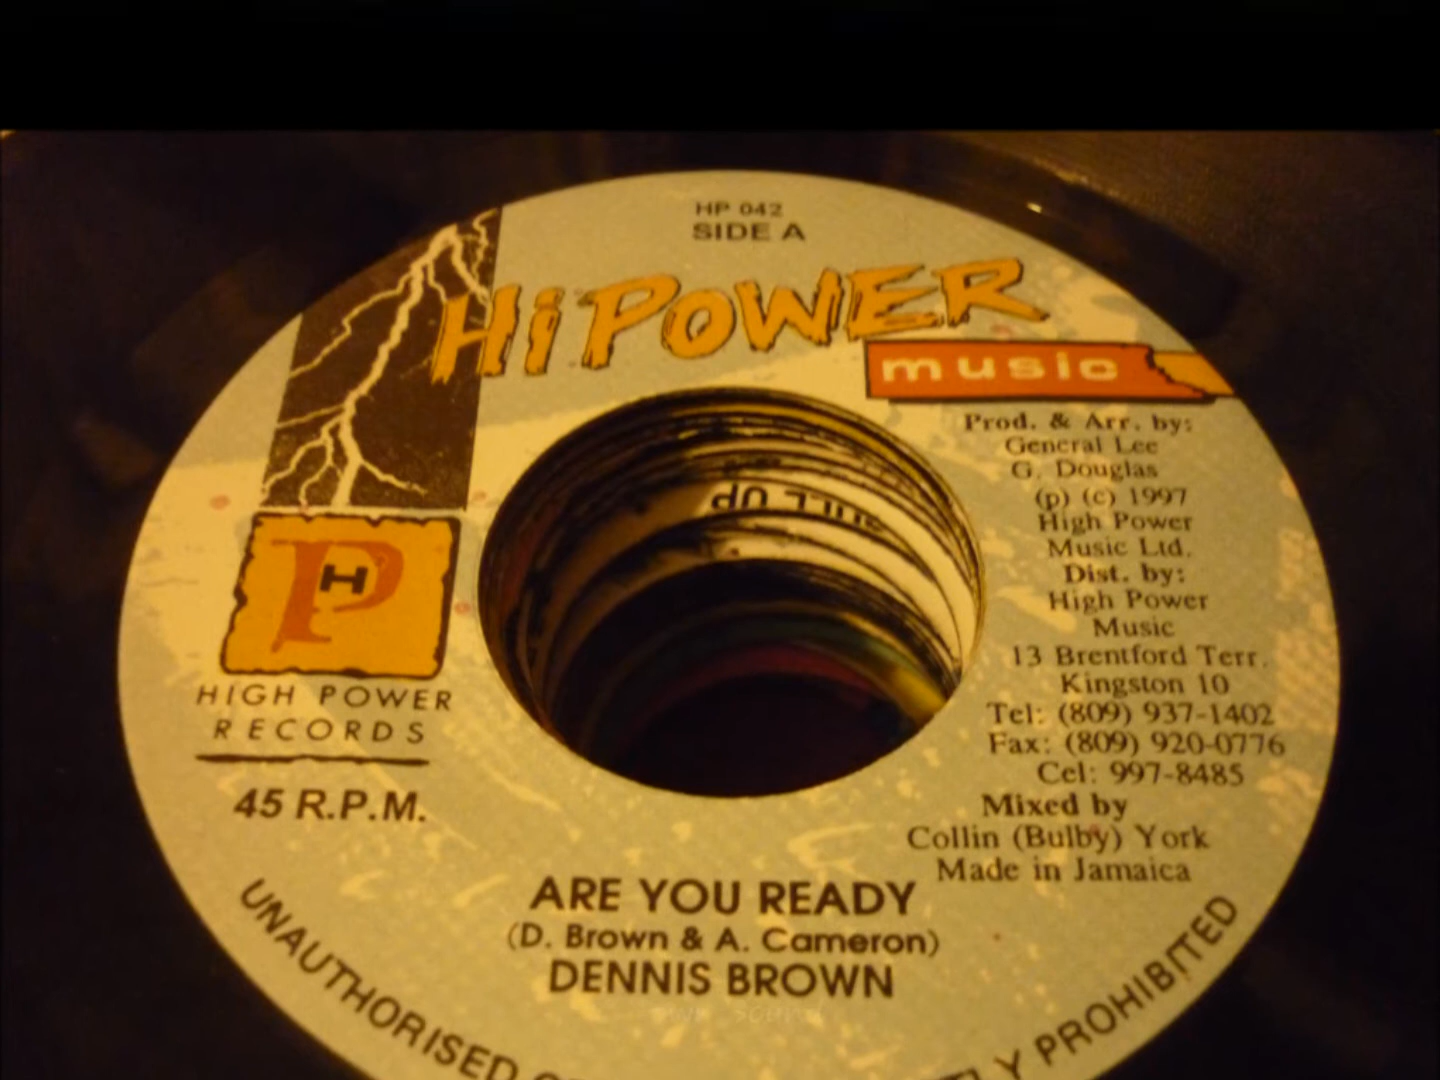 HP 042
SIDE A
Hi POWER
music
Prod. & Arr. by:
General Lee
G. Douglas
(p) (c) 1997
High Power
Music Ltd.
Dist. by:
High Power
Music
13 Brentford Terr.
Kingston 10
Tel: (809) 937-1402
Fax: (809) 920-0776
Cel: 997-8485
Mixed by
Collin (Bulby) York
Made in Jamaica
PH
HIGH POWER
RECORDS
45 R.P.M.
ARE YOU READY
(D. Brown & A. Cameron)
DENNIS BROWN
UNAUTHORISED
PROHIBITED
UP